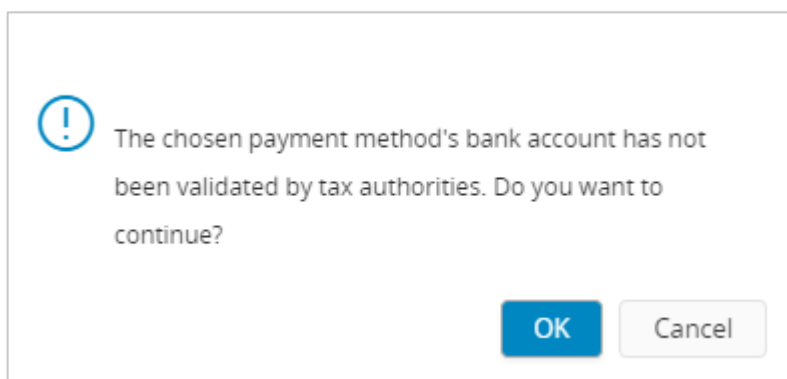 The chosen payment method's bank account has not
been validated by tax authorities. Do you want to
continue?
OK
Cancel